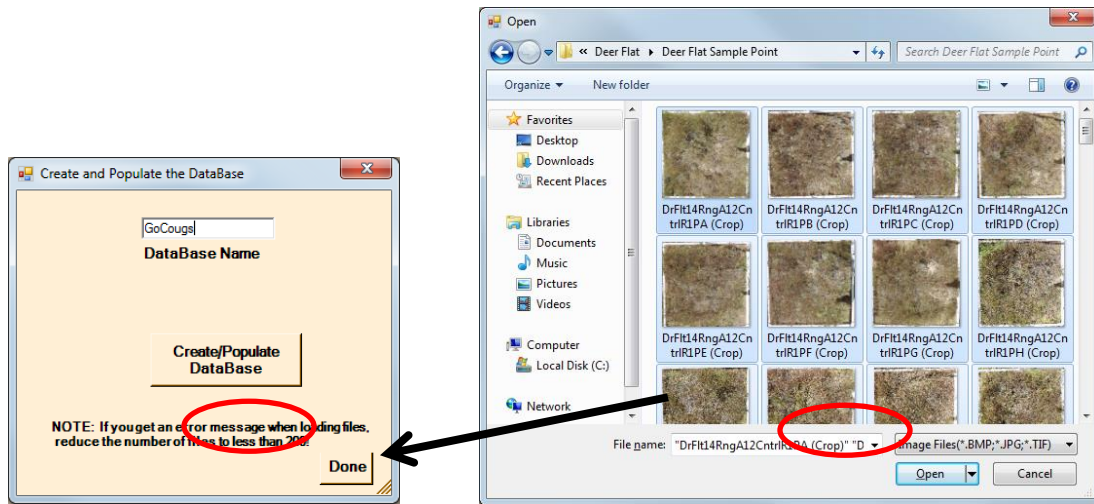 Create and Populate the DataBase
GoCougs
DataBase Name
Create/Populate
DataBase
NOTE: If you get an error message when loading files,
reduce the number of files to less than 200.
Done
Open
« Deer Flat Deer Flat Sample Point
Search Deer Flat Sample Point
Organize
New folder
Favorites
Desktop
Downloads
Recent Places
Libraries
Documents
Music
Pictures
Videos
Computer
Local Disk (C:)
Network
DrFlt14RngA12Cn
trlR1PA (Crop)
DrFlt14RngA12Cn
trlR1PB (Crop)
DrFlt14RngA12Cn
trlR1PC (Crop)
DrFlt14RngA12Cn
trlR1PD (Crop)
DrFlt14RngA12Cn
trlR1PE (Crop)
DrFlt14RngA12Cn
trlR1PF (Crop)
DrFlt14RngA12Cn
trlR1PG (Crop)
DrFlt14RngA12Cn
trlR1PH (Crop)
File name:
"DrFlt14RngA12CntrlR1PA (Crop)" "D
Image Files(*.BMP;*.JPG;*.TIF)
Open
Cancel